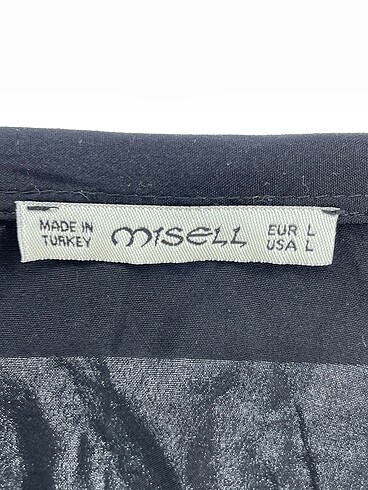 MADE IN
TURKEY
MISELL
EUR L
USA L